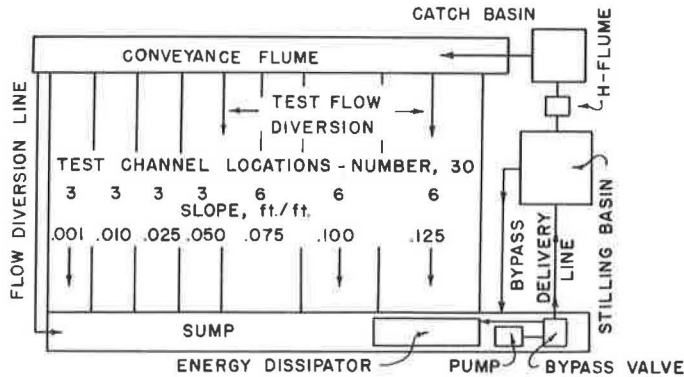 CATCH BASIN
CONVEYANCE FLUME
H-FLUME
FLOW DIVERSION LINE
TEST FLOW
DIVERSION
TEST CHANNEL LOCATIONS - NUMBER, 30
3 3 3 3 6 6 6
SLOPE, ft./ft.
.001 .010 .025 .050 .075 .100 .125
BYPASS
DELIVERY
LINE
STILLING BASIN
SUMP
ENERGY DISSIPATOR
PUMP
BYPASS VALVE